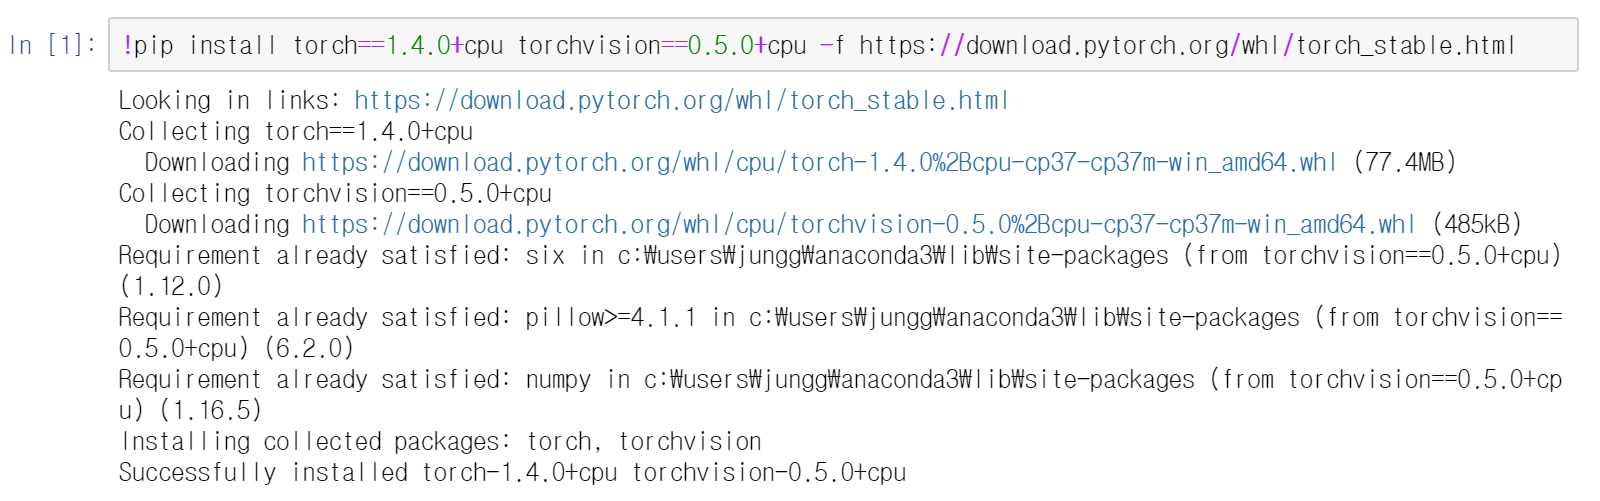 In [1]: !pip install torch==1.4.0+cpu torchvision==0.5.0+cpu -f https://download.pytorch.org/whl/torch_stable.html
Looking in links: https://download.pytorch.org/whl/torch_stable.html
Collecting torch==1.4.0+cpu
Downloading https://download.pytorch.org/whl/cpu/torch-1.4.0%2Bcpu-cp37-cp37m-win_amd64.whl (77.4MB)
Collecting torchvision==0.5.0+cpu
Downloading https://download.pytorch.org/whl/cpu/torchvision-0.5.0%2Bcpu-cp37-cp37m-win_amd64.whl (485kB)
Requirement already satisfied: six in c:₩users₩jungg₩anaconda3₩lib₩site-packages (from torchvision==0.5.0+cpu)
(1.12.0)
Requirement already satisfied: pillow>=4.1.1 in c:₩users₩jungg₩anaconda3₩lib₩site-packages (from torchvision==
0.5.0+cpu) (6.2.0)
Requirement already satisfied: numpy in c:₩users₩jungg₩anaconda3₩lib₩site-packages (from torchvision==0.5.0+cp
u) (1.16.5)
Installing collected packages: torch, torchvision
Successfully installed torch-1.4.0+cpu torchvision-0.5.0+cpu